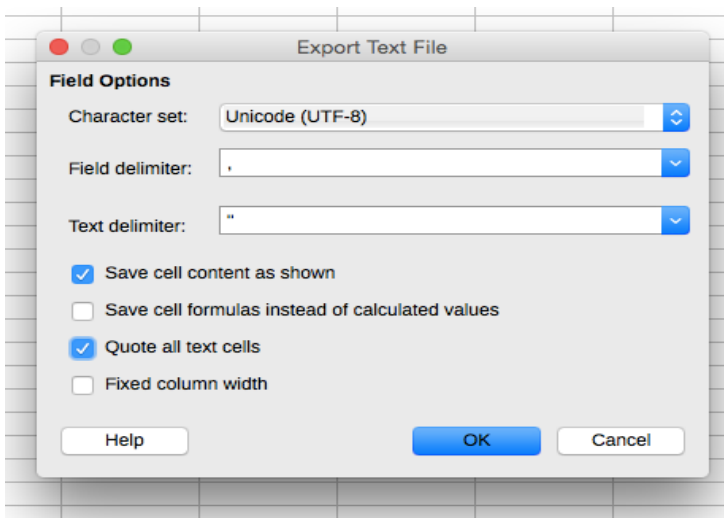 Export Text File
Field Options
Character set: Unicode (UTF-8)
Field delimiter: ,
Text delimiter: "
Save cell content as shown
Save cell formulas instead of calculated values
Quote all text cells
Fixed column width
Help OK Cancel